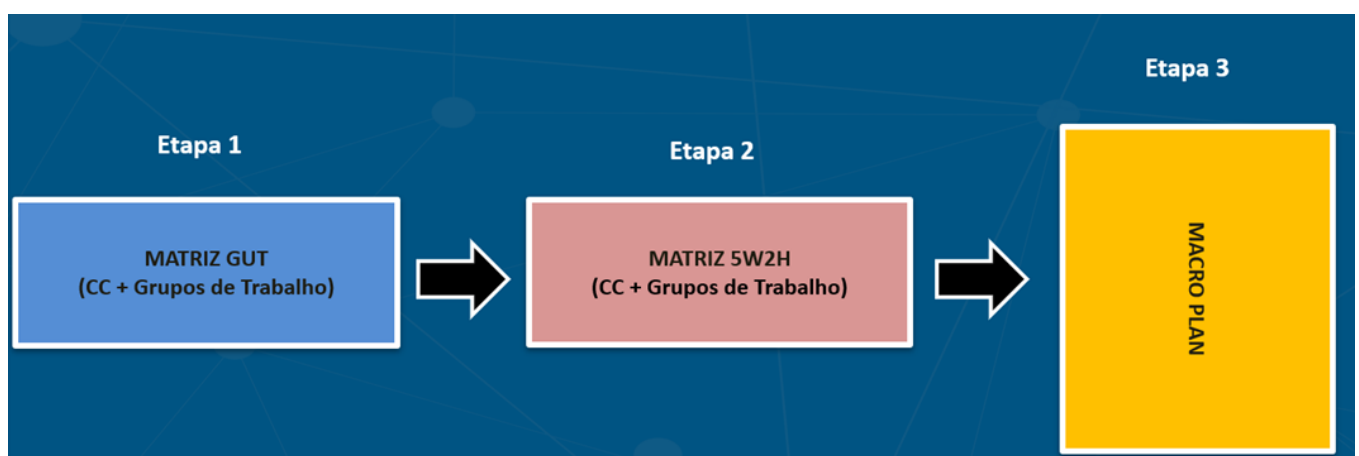 Etapa 1
MATRIZ GUT
(CC + Grupos de Trabalho)
Etapa 2
MATRIZ 5W2H
(CC + Grupos de Trabalho)
Etapa 3
MACRO PLAN